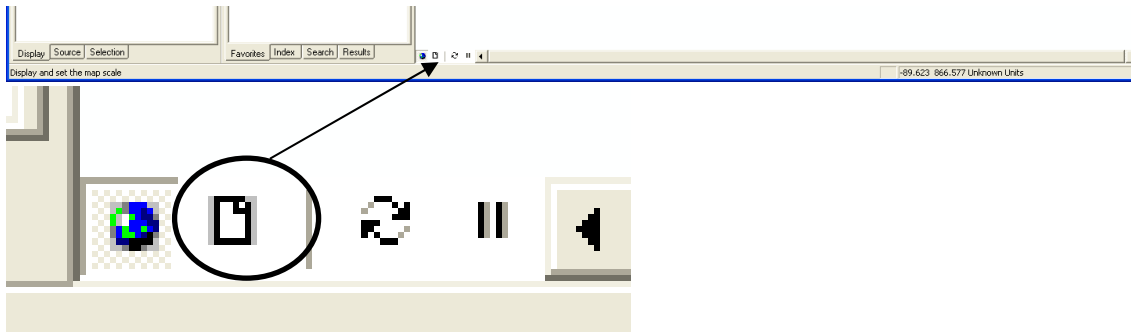 Display Source Selection Favorites Index Search Results
Display and set the map scale -89.623 866.577 Unknown Units